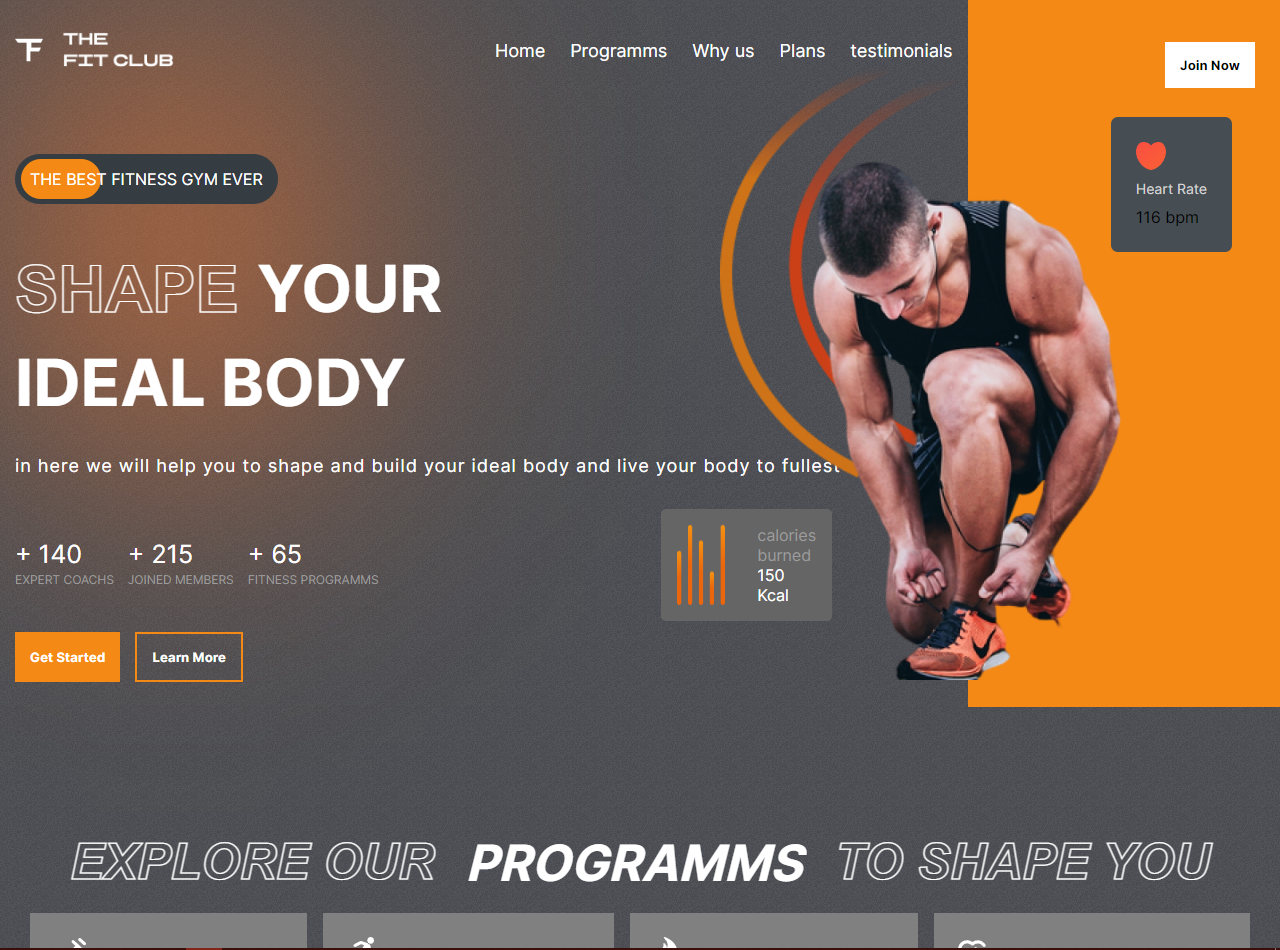 THE
FIT CLUB
Home Programms Why us Plans testimonials
Join Now
THE BEST FITNESS GYM EVER
Heart Rate
116 bpm
SHAPE YOUR
IDEAL BODY
in here we will help you to shape and build your ideal body and live your body to fullest
calories
burned
150
Kcal
+ 140
EXPERT COACHS
+ 215
JOINED MEMBERS
+ 65
FITNESS PROGRAMMS
Get Started
Learn More
EXPLORE OUR PROGRAMMS TO SHAPE YOU